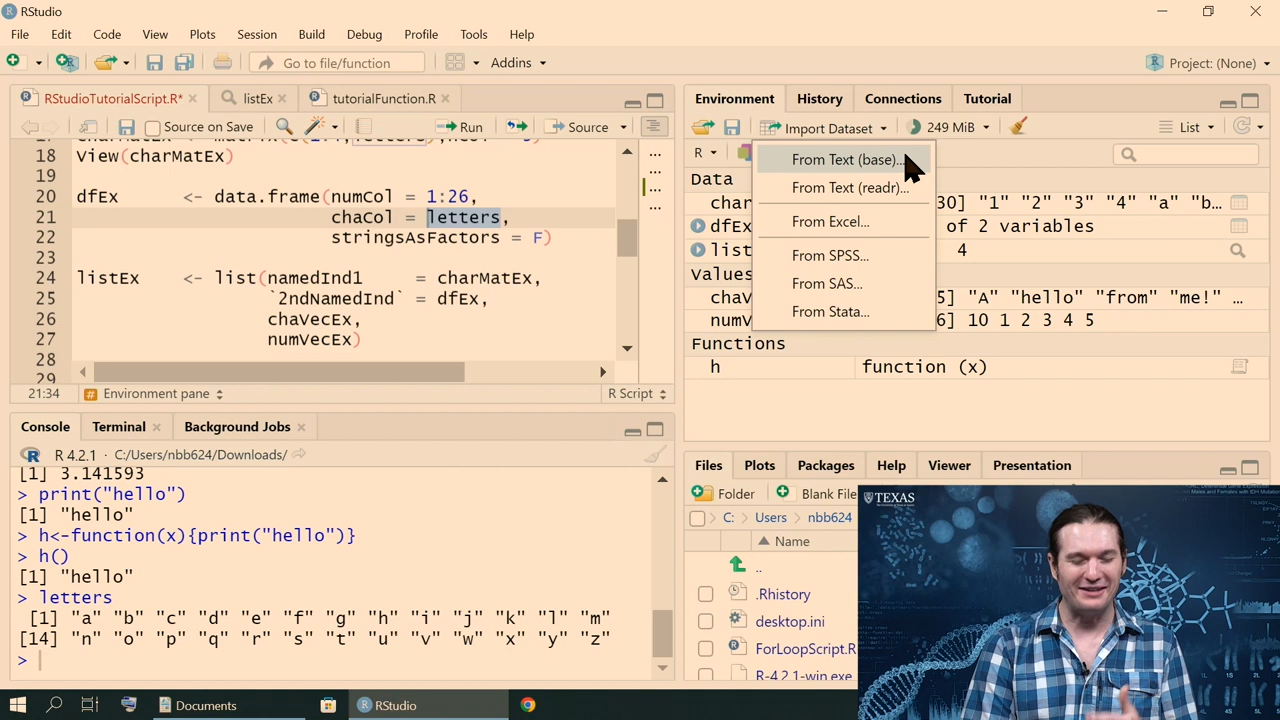 RStudio
File Edit Code View Plots Session Build Debug Profile Tools Help
Go to file/function Addins Project: (None)
RStudioTutorialScript.R* listEx tutorialFunction.R
Source on Save Run Source
18 View(charMatEx)
19
20 dfEx <- data.frame(numCol = 1:26,
21 chaCol = letters,
22 stringsAsFactors = F)
23
24 listEx <- list(namedInd1 = charMatEx,
25 `2ndNamedInd` = dfEx,
26 chaVecEx,
27 numVecEx)
28
29
21:34 Environment pane R Script
Console Terminal Background Jobs
R 4.2.1 · C:/Users/nbb624/Downloads/
[1] 3.141593
> print("hello")
[1] "hello"
> h<-function(x){print("hello")}
> h()
[1] "hello"
> letters
[1] "a" "b" "c" "d" "e" "f" "g" "h" "i" "j" "k" "l" "m"
[14] "n" "o" "p" "q" "r" "s" "t" "u" "v" "w" "x" "y" "z"
>
Environment History Connections Tutorial
Import Dataset 249 MiB List
R
From Text (base)...
From Text (readr)...
From Excel...
From SPSS...
From SAS...
From Stata...
Data
char 30] "1" "2" "3" "4" "a" "b...
dfEx of 2 variables
list 4
Values
chaV 5] "A" "hello" "from" "me!" ...
numV 6] 10 1 2 3 4 5
Functions
h function (x)
Files Plots Packages Help Viewer Presentation
Folder Blank File
C: Users nbb624
Name
..
.Rhistory
desktop.ini
ForLoopScript.R
R-4.2.1-win.exe
TEXAS
Documents RStudio